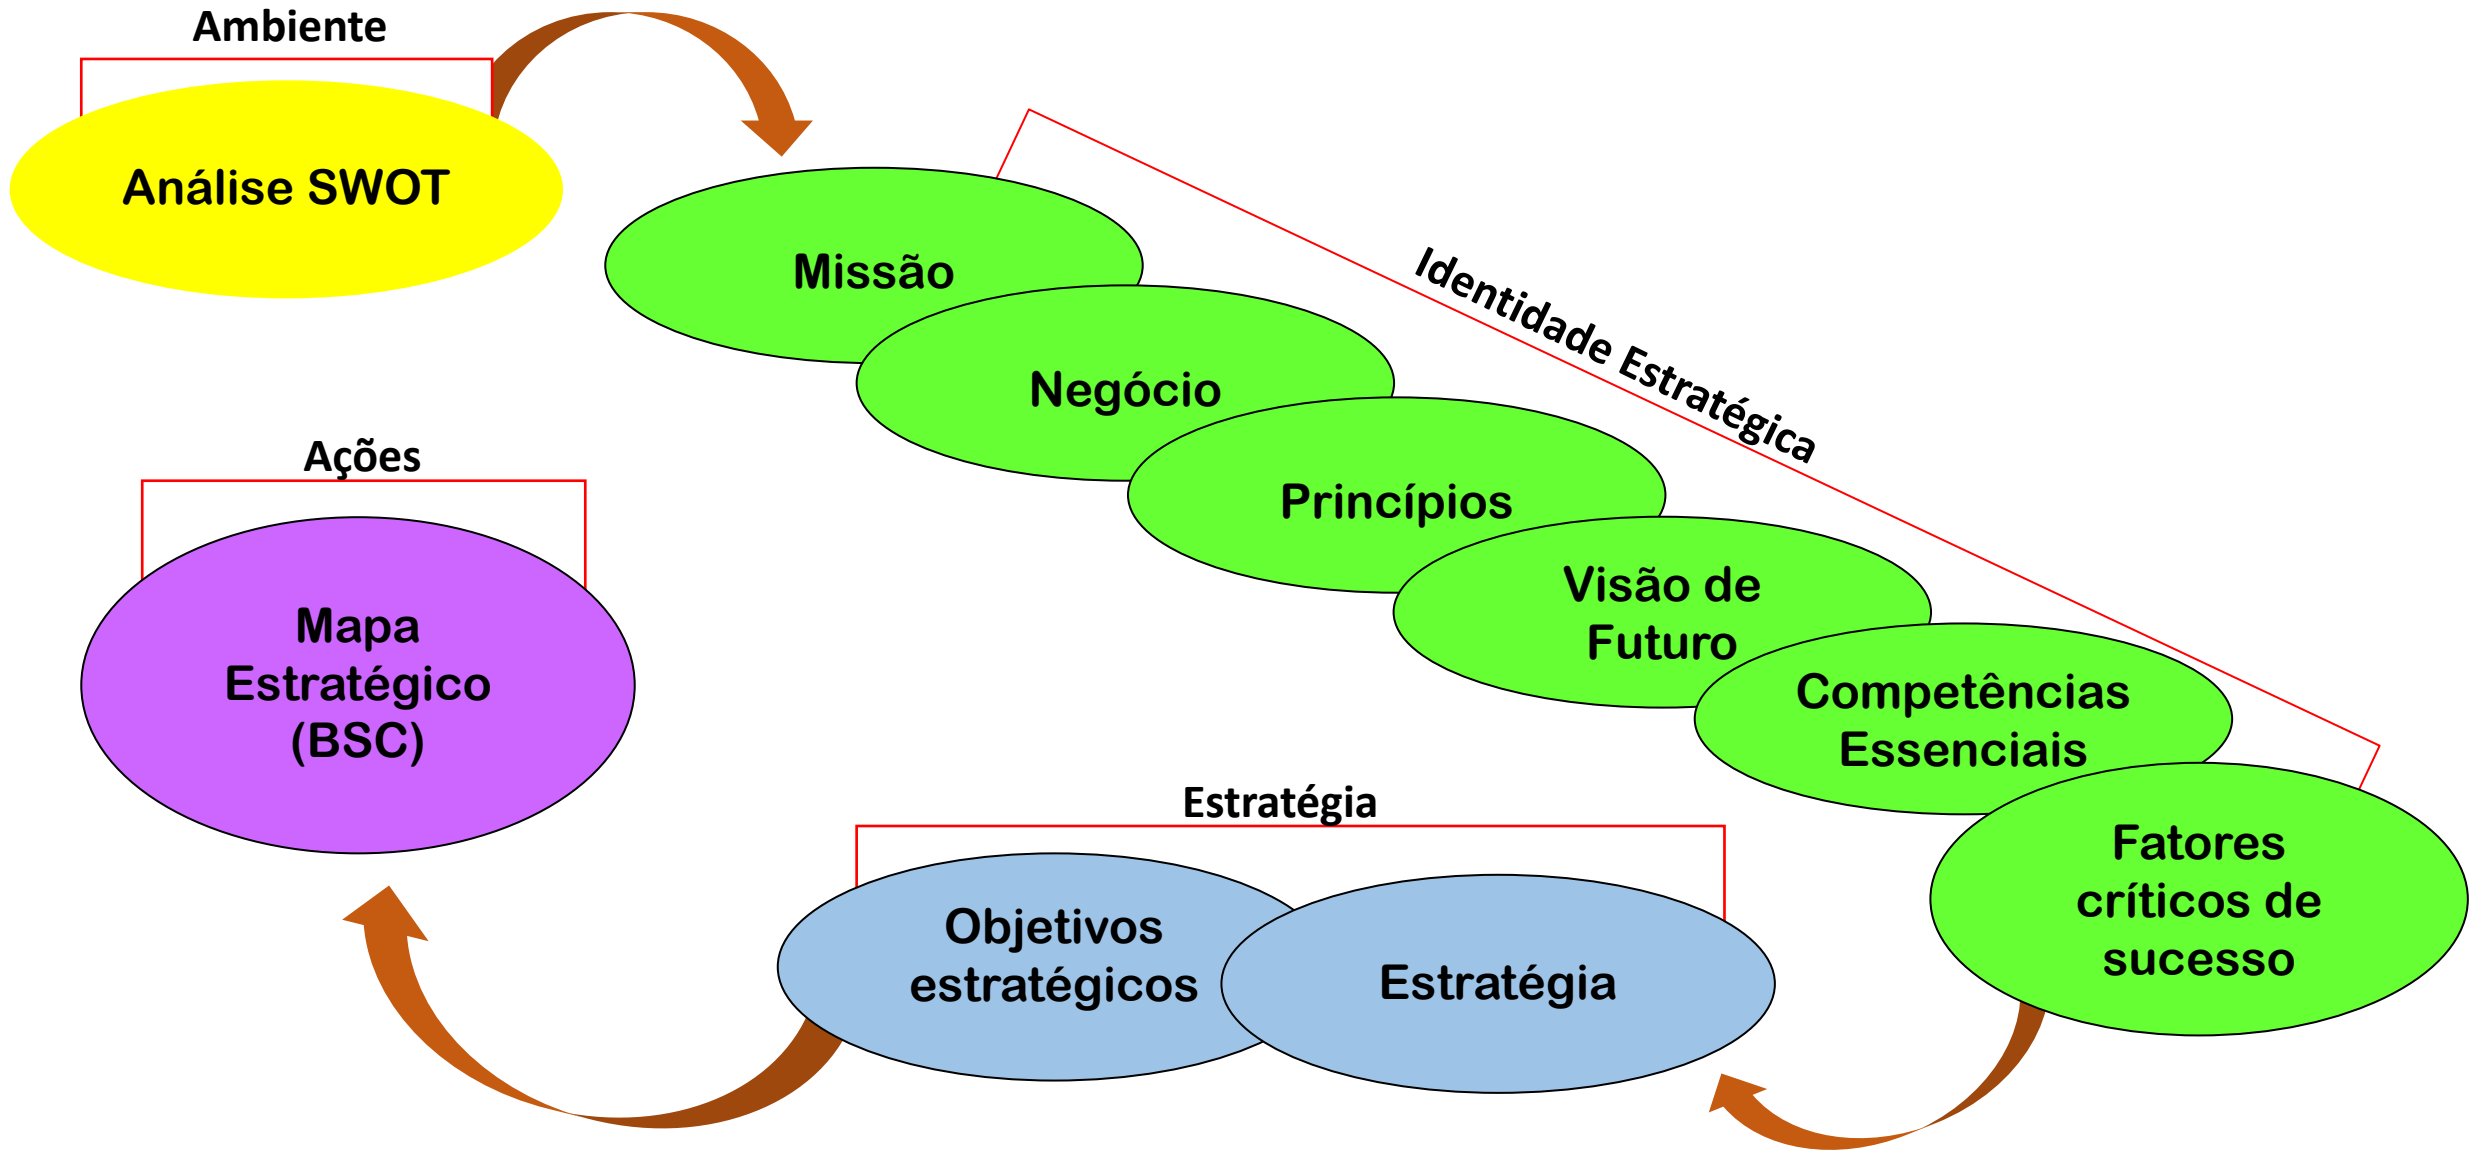 Ambiente
Análise SWOT
Missão
Negócio
Princípios
Visão de
Futuro
Competências
Essenciais
Fatores
críticos de
sucesso
Identidade Estratégica
Estratégia
Estratégia
Objetivos
estratégicos
Ações
Mapa
Estratégico
(BSC)